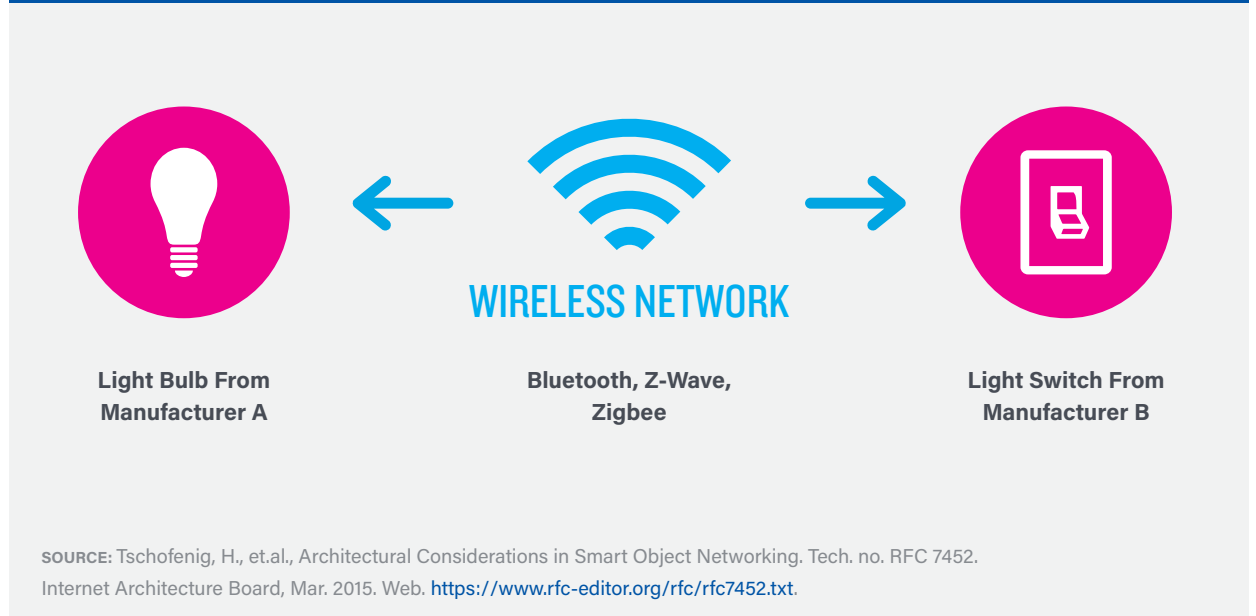 WIRELESS NETWORK
Light Bulb From
Manufacturer A
Bluetooth, Z-Wave,
Zigbee
Light Switch From
Manufacturer B
SOURCE: Tschofenig, H., et.al., Architectural Considerations in Smart Object Networking. Tech. no. RFC 7452.
Internet Architecture Board, Mar. 2015. Web. https://www.rfc-editor.org/rfc/rfc7452.txt.